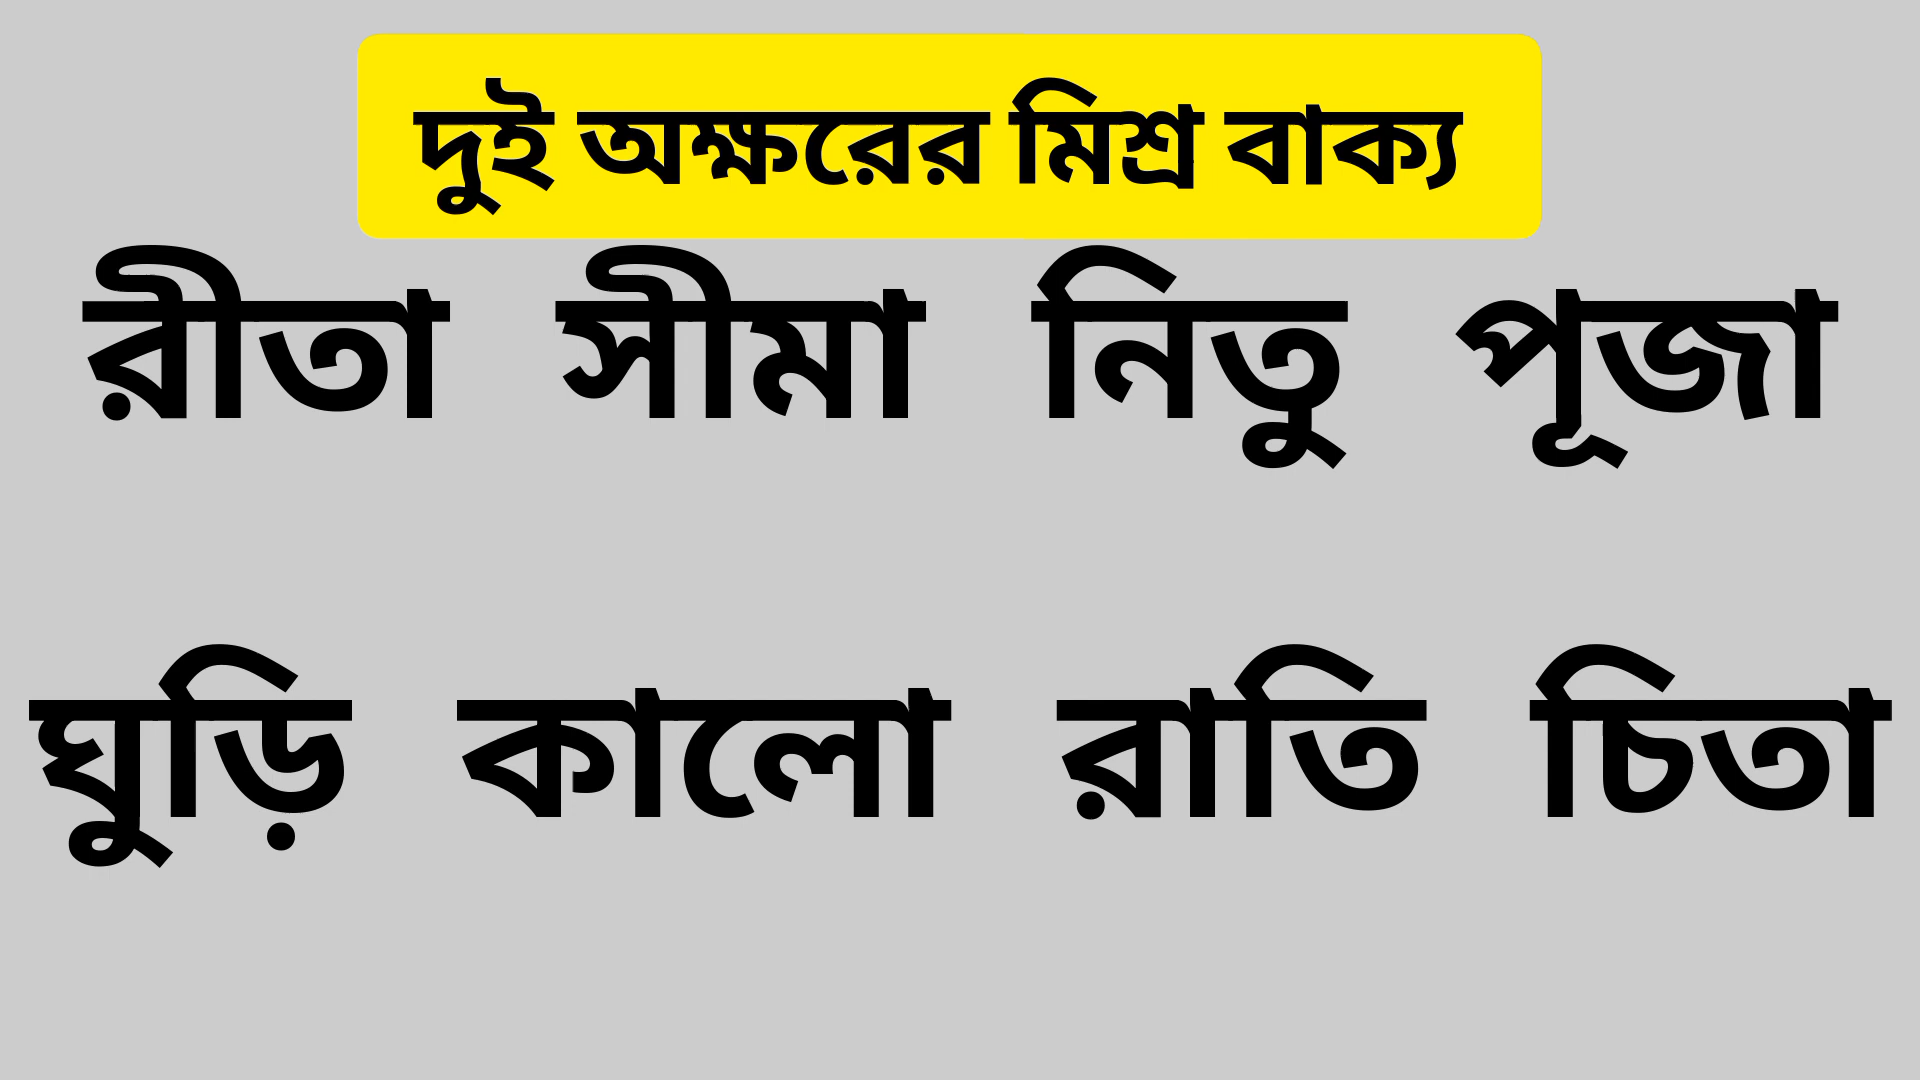 দুই অক্ষরের মিশ্র বাক্য
রীতা সীমা নিতু পূজা
ঘুড়ি কালো রাতি চিতা